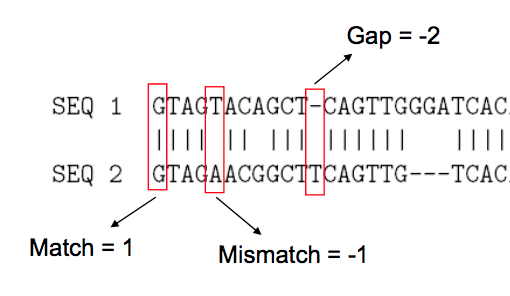 Gap = -2
SEQ 1 GTAGTACAGCT-CAGTTGGGATCAC
|||| || ||| |||||| ||||
SEQ 2 GTAGAACGGCTTCAGTTG---TCAC
Match = 1
Mismatch = -1